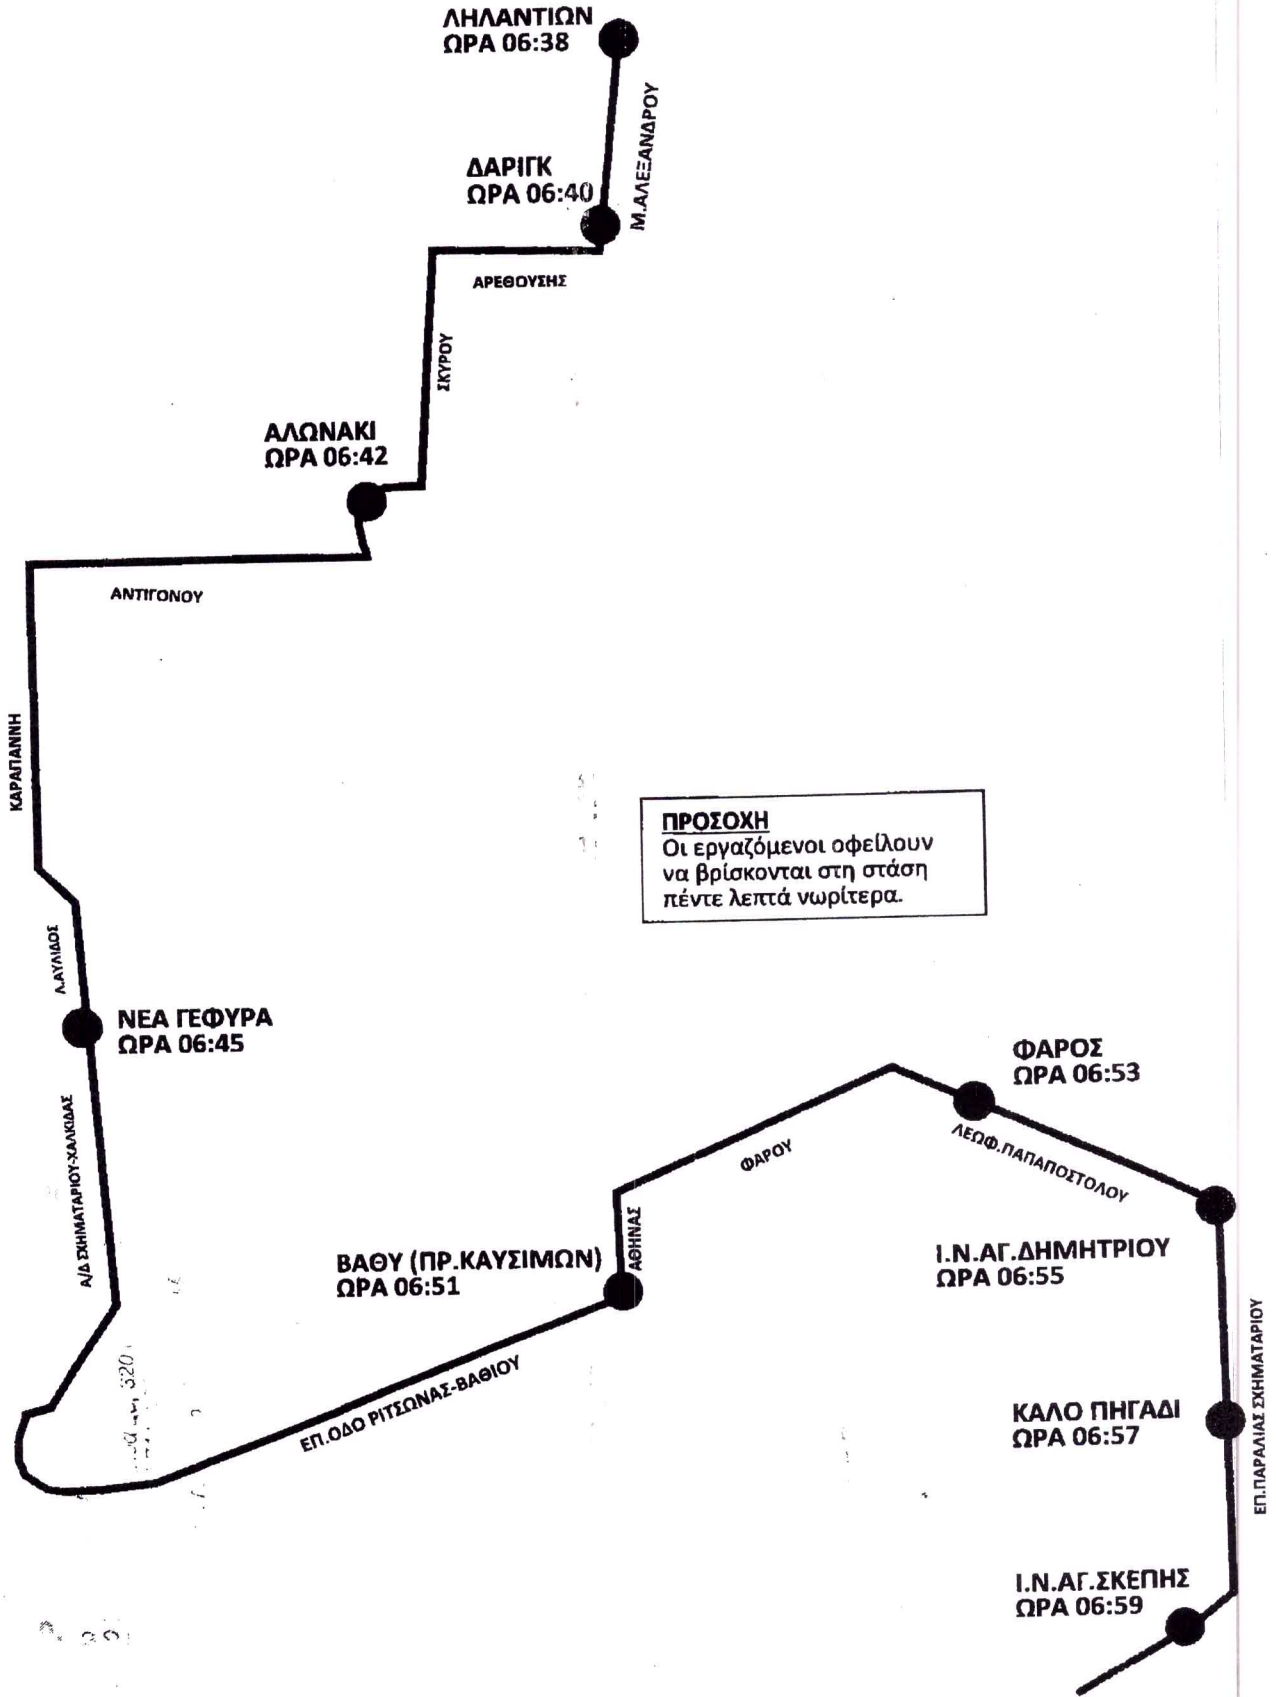 ΛΗΛΑΝΤΙΩΝ
ΩΡΑ 06:38
Μ.ΑΛΕΞΑΝΔΡΟΥ
ΔΑΡΙΓΚ
ΩΡΑ 06:40
ΑΡΕΘΟΥΣΗΣ
ΣΚΥΡΟΥ
ΑΛΩΝΑΚΙ
ΩΡΑ 06:42
ΑΝΤΙΓΟΝΟΥ
ΚΑΡΑΓΙΑΝΝΗ
ΠΡΟΣΟΧΗ
Οι εργαζόμενοι οφείλουν
να βρίσκονται στη στάση
πέντε λεπτά νωρίτερα.
Λ.ΑΥΛΙΔΟΣ
ΝΕΑ ΓΕΦΥΡΑ
ΩΡΑ 06:45
Α/Δ ΣΧΗΜΑΤΑΡΙΟΥ-ΧΑΛΚΙΔΑΣ
ΕΠ.ΟΔΟ ΡΙΤΣΩΝΑΣ-ΒΑΘΙΟΥ
ΒΑΘΥ (ΠΡ.ΚΑΥΣΙΜΩΝ)
ΩΡΑ 06:51
ΑΘΗΝΑΣ
ΦΑΡΟΥ
ΦΑΡΟΣ
ΩΡΑ 06:53
ΛΕΩΦ.ΠΑΠΑΠΟΣΤΟΛΟΥ
Ι.Ν.ΑΓ.ΔΗΜΗΤΡΙΟΥ
ΩΡΑ 06:55
ΕΠ.ΠΑΡΑΛΙΑΣ ΣΧΗΜΑΤΑΡΙΟΥ
ΚΑΛΟ ΠΗΓΑΔΙ
ΩΡΑ 06:57
Ι.Ν.ΑΓ.ΣΚΕΠΗΣ
ΩΡΑ 06:59